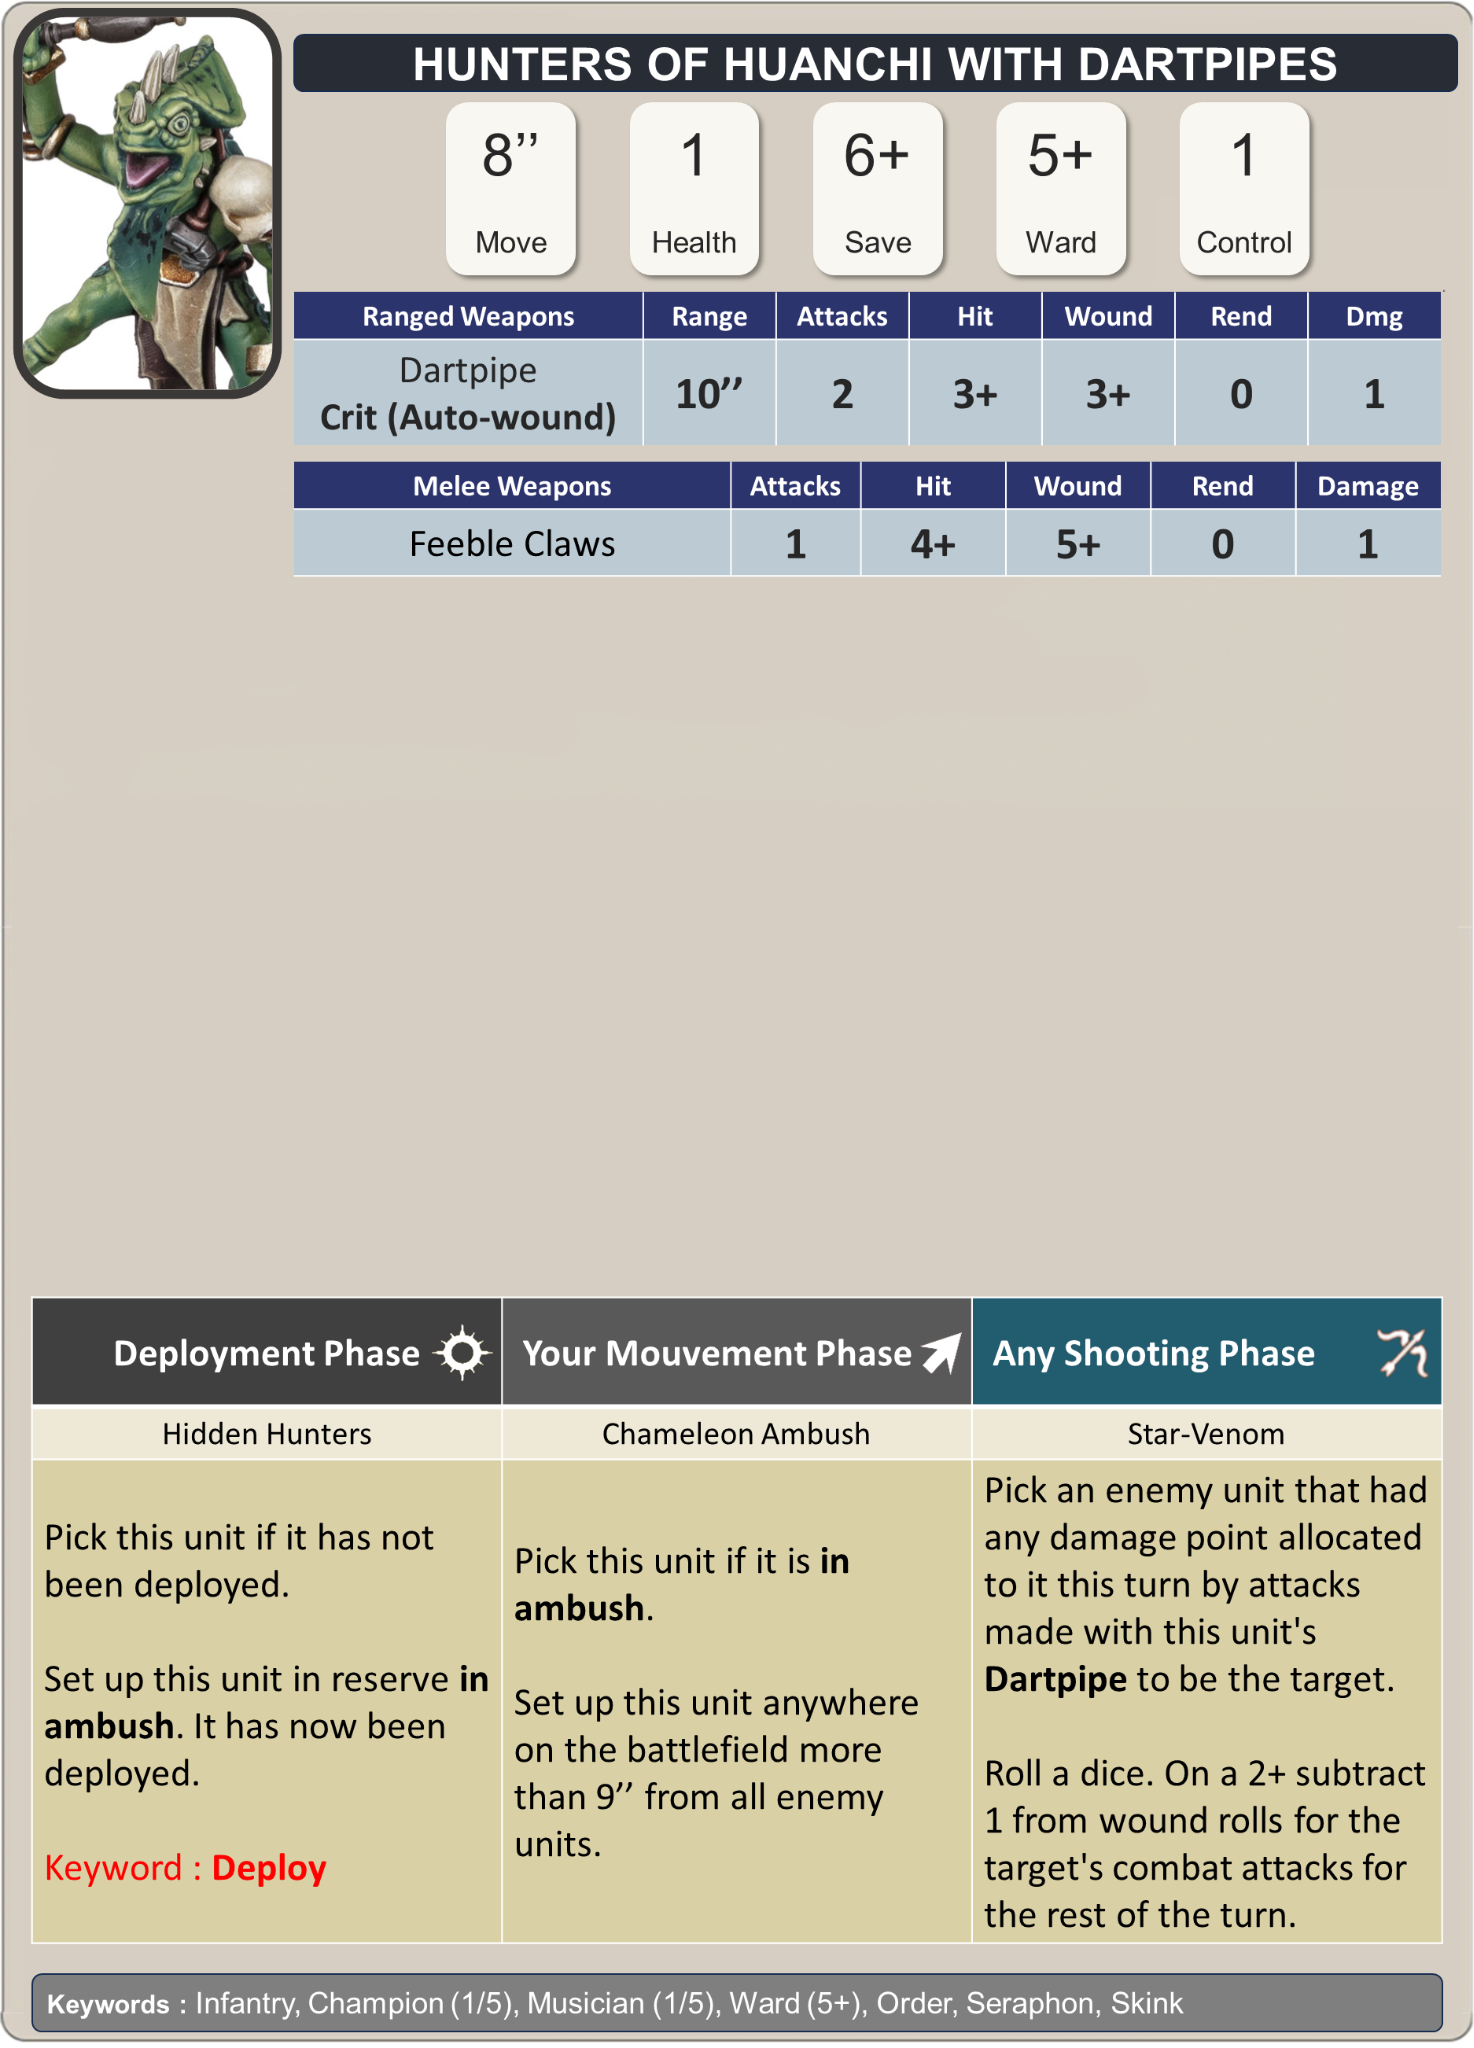 HUNTERS OF HUANCHI WITH DARTPIPES
8’’ 1 6+ 5+ 1
Move Health Save Ward Control
Ranged Weapons Range Attacks Hit Wound Rend Dmg
Dartpipe
Crit (Auto-wound) 10’’ 2 3+ 3+ 0 1
Melee Weapons Attacks Hit Wound Rend Damage
Feeble Claws 1 4+ 5+ 0 1
Deployment Phase
Hidden Hunters
Pick this unit if it has not
been deployed.
Set up this unit in reserve in
ambush. It has now been
deployed.
Keyword : Deploy
Your Mouvement Phase
Chameleon Ambush
Pick this unit if it is in
ambush.
Set up this unit anywhere
on the battlefield more
than 9’’ from all enemy
units.
Any Shooting Phase
Star-Venom
Pick an enemy unit that had
any damage point allocated
to it this turn by attacks
made with this unit's
Dartpipe to be the target.
Roll a dice. On a 2+ subtract
1 from wound rolls for the
target's combat attacks for
the rest of the turn.
Keywords : Infantry, Champion (1/5), Musician (1/5), Ward (5+), Order, Seraphon, Skink